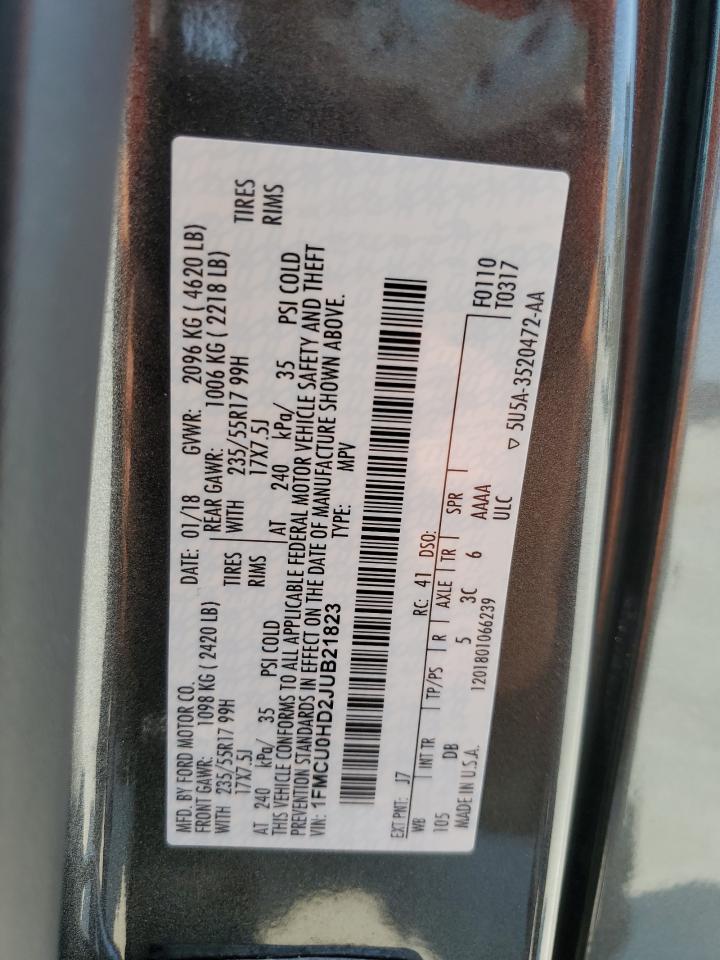 MFD. BY FORD MOTOR CO. DATE: 01/18 GVWR: 2096 KG ( 4620 LB)
FRONT GAWR: 1098 KG ( 2420 LB) REAR GAWR: 1006 KG ( 2218 LB)
WITH 235/55R17 99H TIRES WITH 235/55R17 99H TIRES
17X7.5J RIMS 17X7.5J RIMS
AT 240 kPa/ 35 PSI COLD AT 240 kPa/ 35 PSI COLD
THIS VEHICLE CONFORMS TO ALL APPLICABLE FEDERAL MOTOR VEHICLE SAFETY AND THEFT
PREVENTION STANDARDS IN EFFECT ON THE DATE OF MANUFACTURE SHOWN ABOVE.
VIN: 1FMCU0HD2JUB21823 TYPE: MPV
EXT PNT: J7 RC: 41 DSO:
WB INT TR TP/PS R AXLE TR SPR F0110
105 DB 5 3C 6 AAAA T0317
MADE IN U.S.A. 1201801066239 ULC
▽ 5U5A-3520472-AA